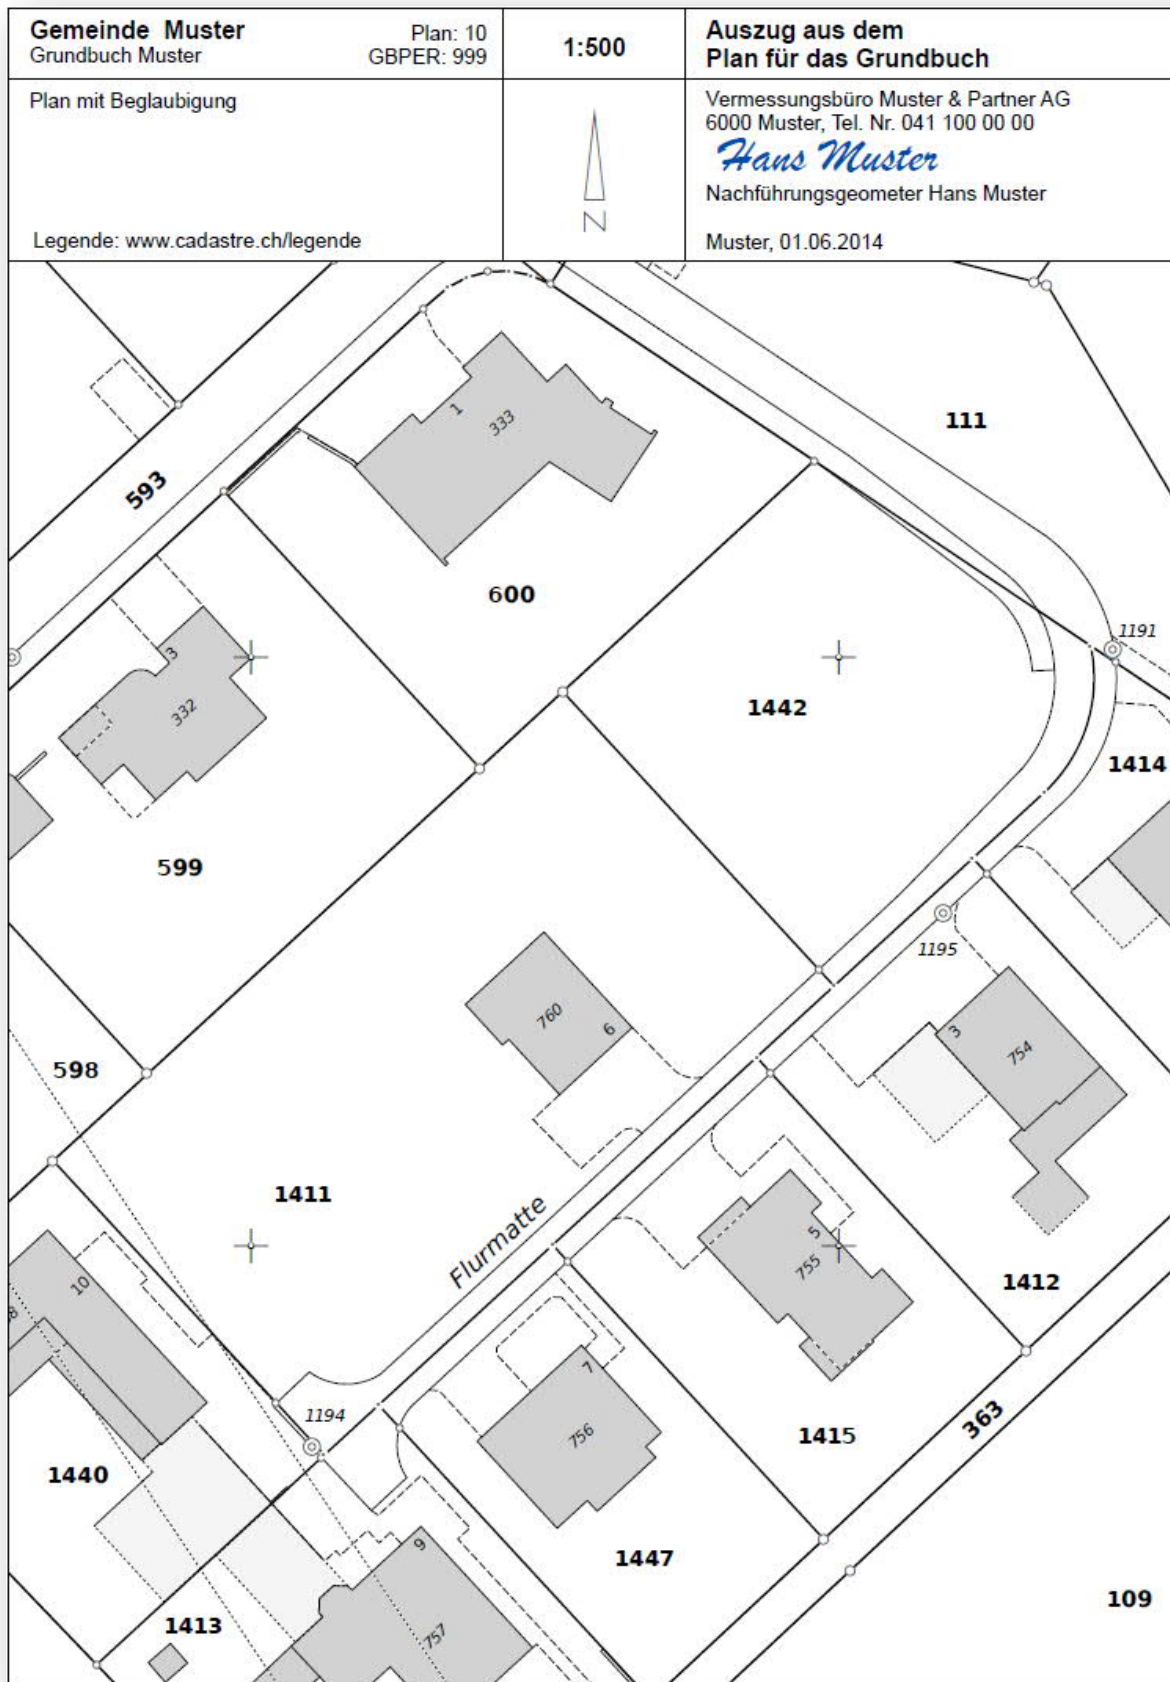 Gemeinde Muster
Grundbuch Muster
Plan: 10
GBPER: 999
1:500
Auszug aus dem
Plan für das Grundbuch
Plan mit Beglaubigung
Legende: www.cadastre.ch/legende
N
Vermessungsbüro Muster & Partner AG
6000 Muster, Tel. Nr. 041 100 00 00
Hans Muster
Nachführungsgeometer Hans Muster
Muster, 01.06.2014
111
1
333
593
600
1191
3
332
1442
1414
599
1195
760
6
3
754
598
1411
Flurmatte
5
755
1412
10
7
1194
756
1415
363
1440
9
1447
109
1413
757